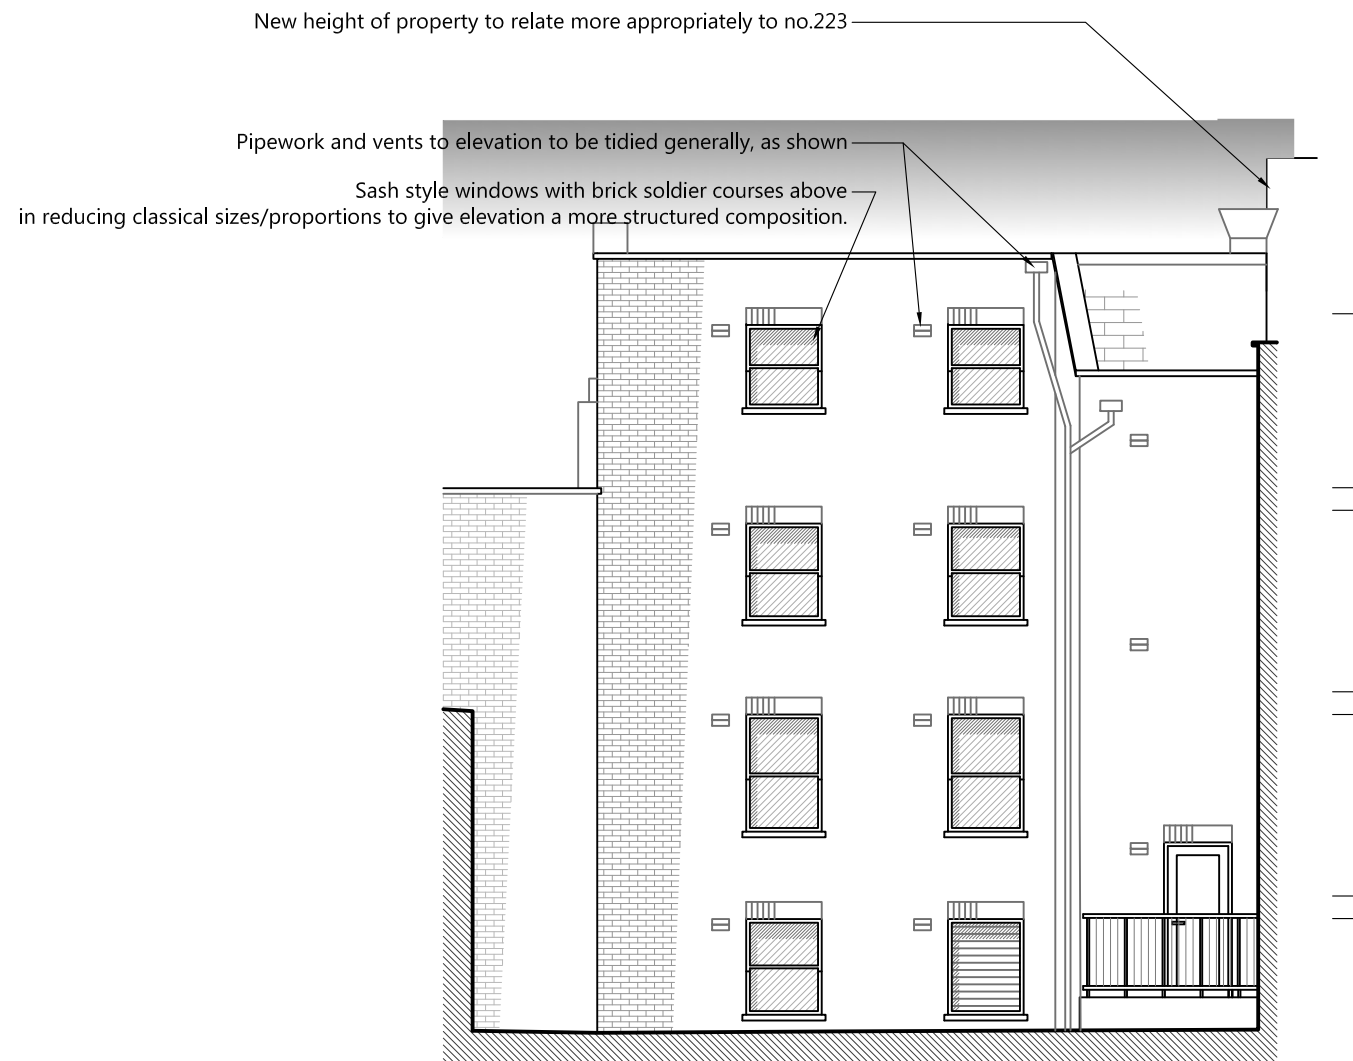 New height of property to relate more appropriately to no.223
Pipework and vents to elevation to be tidied generally, as shown
Sash style windows with brick soldier courses above
in reducing classical sizes/proportions to give elevation a more structured composition.